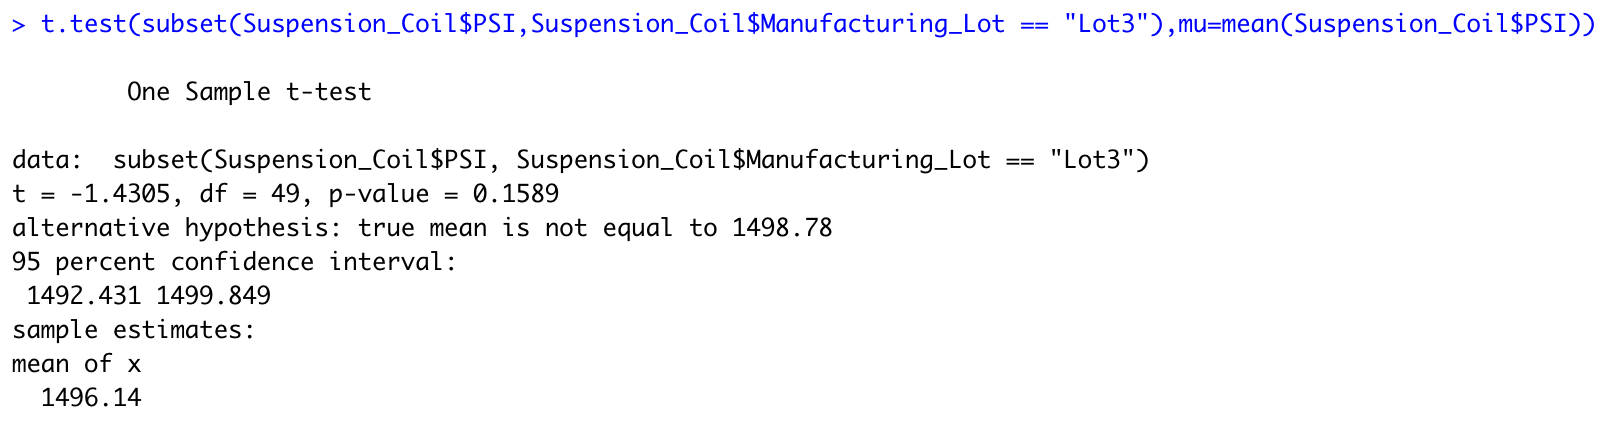 > t.test(subset(Suspension_Coil$PSI,Suspension_Coil$Manufacturing_Lot == "Lot3"),mu=mean(Suspension_Coil$PSI))
One Sample t-test
data:  subset(Suspension_Coil$PSI, Suspension_Coil$Manufacturing_Lot == "Lot3")
t = -1.4305, df = 49, p-value = 0.1589
alternative hypothesis: true mean is not equal to 1498.78
95 percent confidence interval:
1492.431 1499.849
sample estimates:
mean of x
1496.14